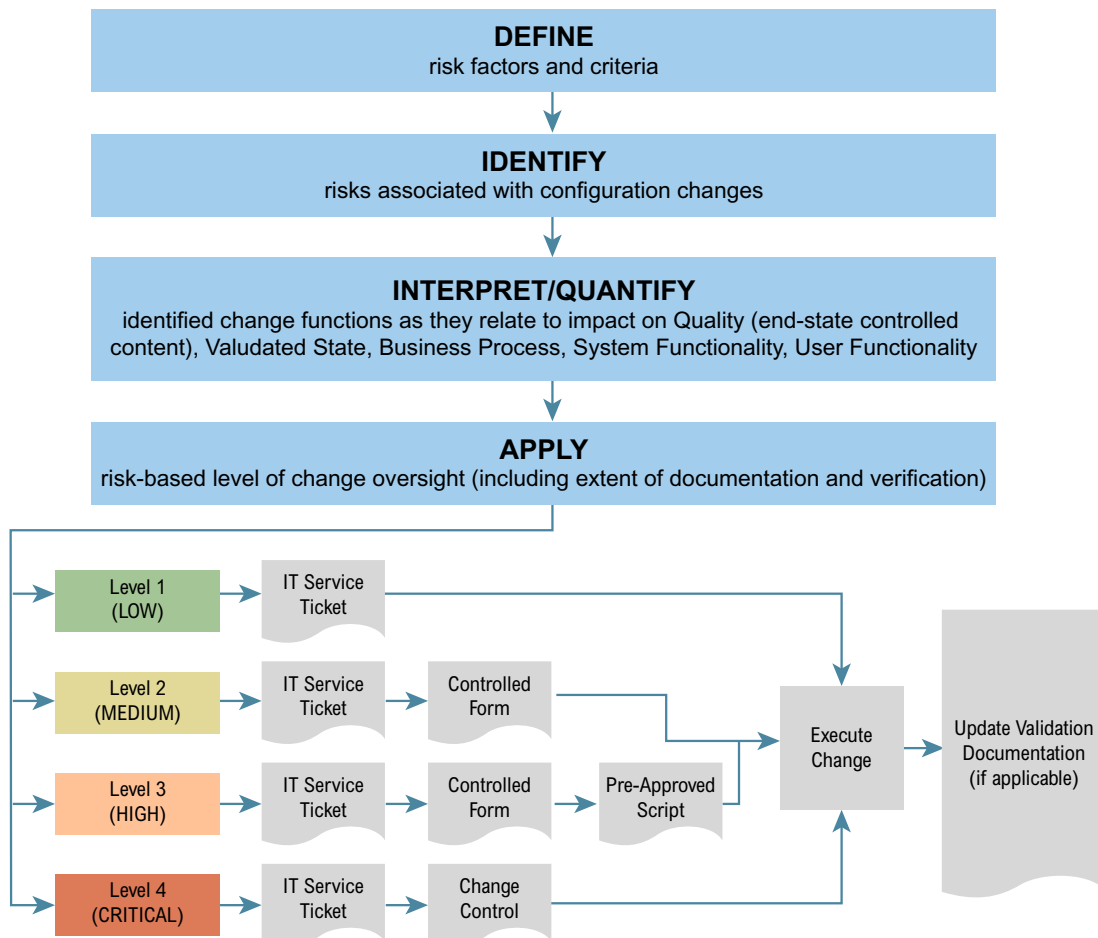 DEFINE
risk factors and criteria
IDENTIFY
risks associated with configuration changes
INTERPRET/QUANTIFY
identified change functions as they relate to impact on Quality (end-state controlled
content), Valudated State, Business Process, System Functionality, User Functionality
APPLY
risk-based level of change oversight (including extent of documentation and verification)
Level 1
(LOW)
IT Service
Ticket
Level 2
(MEDIUM)
IT Service
Ticket
Controlled
Form
Level 3
(HIGH)
IT Service
Ticket
Controlled
Form
Pre-Approved
Script
Level 4
(CRITICAL)
IT Service
Ticket
Change
Control
Execute
Change
Update Validation
Documentation
(if applicable)